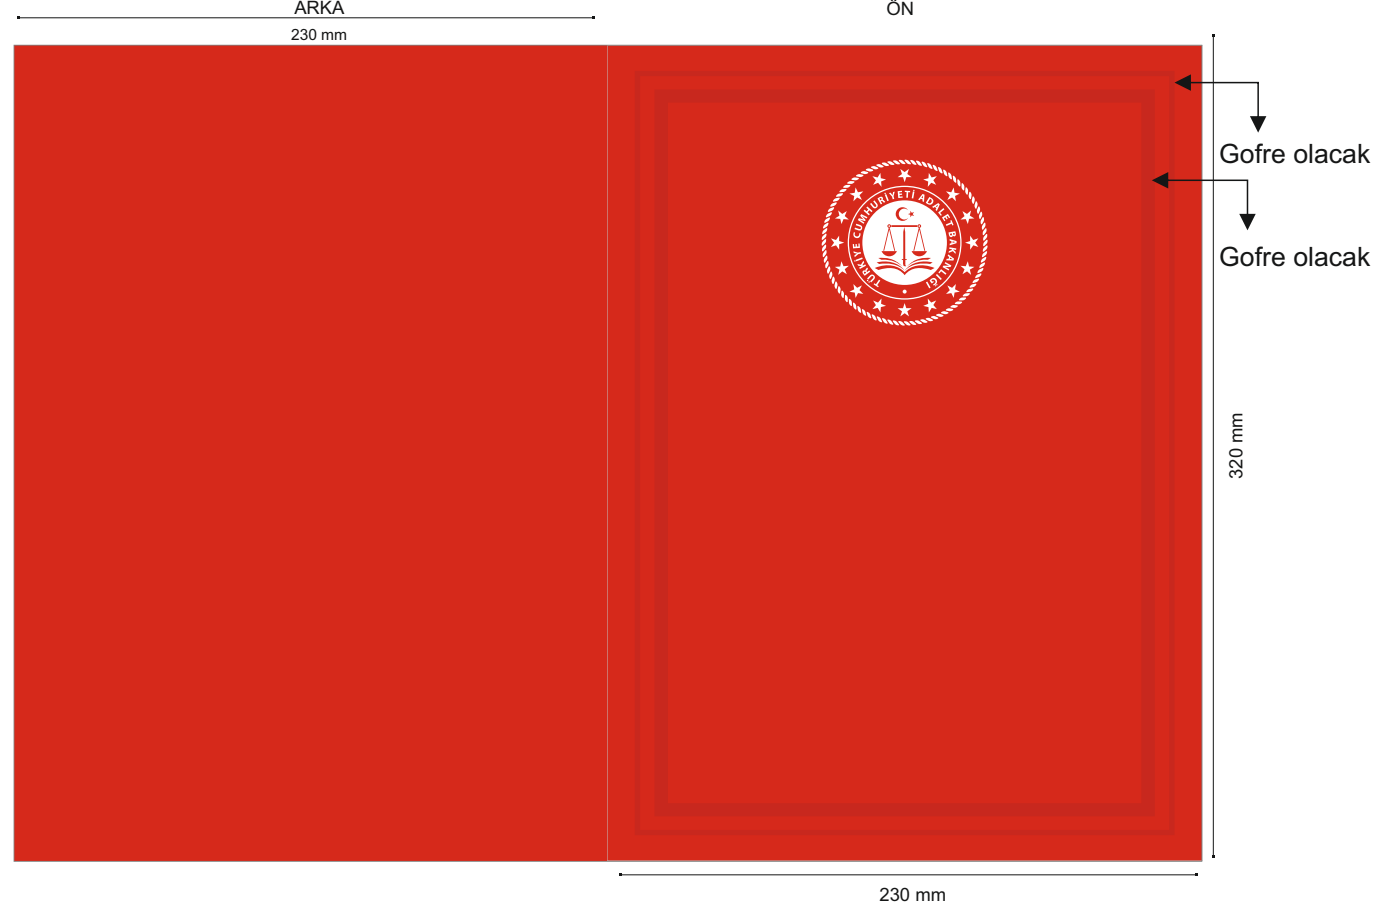 ARKA
ÖN
230 mm
Gofre olacak
TÜRKİYE CUMHURİYETİ ADALET BAKANLIĞI
Gofre olacak
320 mm
230 mm